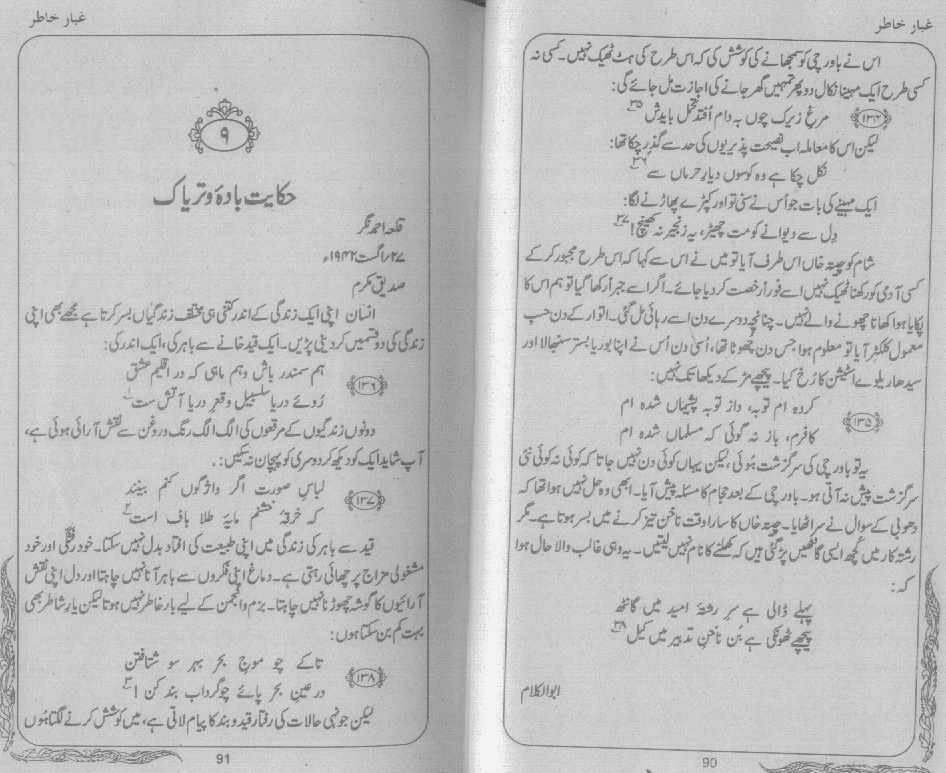 غبار خاطر
اس نے باورچی کو سمجھانے کی کوشش کی کہ اس طرح کی ہٹ ٹھیک نہیں۔ کسی نہ
کسی طرح ایک مہینا نکال دو پھر تمہیں گھر جانے کی اجازت مل جائے گی:
﴿۱۳۴﴾ مرغِ زیرک چوں بہ دام اُفتد تحمل بایدش ۳۵
لیکن اس کا معاملہ اب نصیحت پذیریوں کی حد سے گذر چکا تھا:
نکل چکا ہے وہ کوسوں دیارِ حرماں سے ۳۶
ایک مہینے کی بات جو اُس نے سنی تو اور کپڑے پھاڑنے لگا:
دِل سے دیوانے کو مت چھیڑ، یہ زنجیر نہ کھینچ! ۳۷
شام کو چیتہ خاں اس طرف آیا تو میں نے اس سے کہا کہ اس طرح مجبور کر کے
کسی آدمی کو رکھنا ٹھیک نہیں اسے فوراً رخصت کر دیا جائے۔ اگر اسے جبراً رکھا گیا تو ہم اس کا
پکایا ہوا کھانا چھونے والے نہیں۔ چنانچہ دوسرے دن اسے رہائی مل گئی۔ اتوار کے دن حسبِ
معمول کلکٹر آیا تو معلوم ہوا جس دن چھوٹا تھا، اُسی دن اُس نے اپنا بوریا بستر سنبھالا اور
سیدھا ریلوے اسٹیشن کا رُخ کیا۔ پیچھے مڑ کے دیکھا تک نہیں:
کردہ ام توبہ، واز توبہ پشیماں شدہ ام
﴿۱۳۵﴾
کافرم، باز نہ گوئی کہ مسلماں شدہ ام
یہ تو باورچی کی سرگزشت ہُوئی، لیکن یہاں کوئی دن نہیں جاتا کہ کوئی نہ کوئی نئی
سرگزشت پیش نہ آتی ہو۔ باورچی کے بعد حجام کا مسئلہ پیش آیا۔ ابھی وہ حل نہیں ہوا تھا کہ
دھوبی کے سوال نے سر اٹھایا۔ چیتہ خاں کا سارا وقت ناخن تیز کرنے میں بسر ہوتا ہے۔ مگر
رشتۂ کار میں کُچھ ایسی گانٹھیں پڑ گئی ہیں کہ کھلنے کا نام نہیں لیتیں۔ یہ وہی غالب والا حال ہوا
کہ:
پہلے ڈالی ہے سرِ رشتۂ امید میں گانٹھ
پیچھے ٹھونکی ہے بُنِ ناخنِ تدبیر میں کیل ۳۸
ابوالکلام
90
غبار خاطر
۹
حکایت بادہ و تریاک
قلعہ احمد نگر
۲۷؍اگست ۱۹۴۲ء
صدیق مکرم
انسان اپنی ایک زندگی کے اندر کتنی ہی مختلف زندگیاں بسر کرتا ہے مُجھے بھی اپنی
زندگی کی دو قسمیں کر دینی پڑیں۔ ایک قید خانے سے باہر کی، ایک اندر کی:
ہم سمندر باش و ہم ماہی کہ در اقلیمِ عشق
﴿۱۳۶﴾
رُوئے دریا سلسبیل و قعرِ دریا آتش ست ۱
دونوں زندگیوں کے مرقعوں کی الگ الگ رنگ و روغن سے نقش آرائی ہوئی ہے،
آپ شاید ایک کو دیکھ کر دوسری کو پہچان نہ سکیں:
لباسِ صورت اگر واژگوں کنم بینند
﴿۱۳۷﴾
کہ خرقۂ خشنم مایۂ طلا باف است ۲
قید سے باہر کی زندگی میں اپنی طبیعت کی افتاد بدل نہیں سکتا۔ خود رفتگی اور خود
مشغولی مزاج پر چھائی رہتی ہے۔ دماغ اپنی فکروں سے باہر آنا نہیں چاہتا اور دل اپنی نقش
آرائیوں کا گوشہ چھوڑنا نہیں چاہتا۔ بزم و انجمن کے لیے بارِ خاطر نہیں ہوتا لیکن یارِ شاطر بھی
بہت کم بن سکتا ہوں:
تا کے چو موجِ بحر بہر سو شتافتن
﴿۱۳۸﴾
در عینِ بحر پائے چو گرداب بند کن! ۳
لیکن جونہی حالات کی رفتار قید و بند کا پیام لاتی ہے، میں کوشش کرنے لگتا ہُوں
91